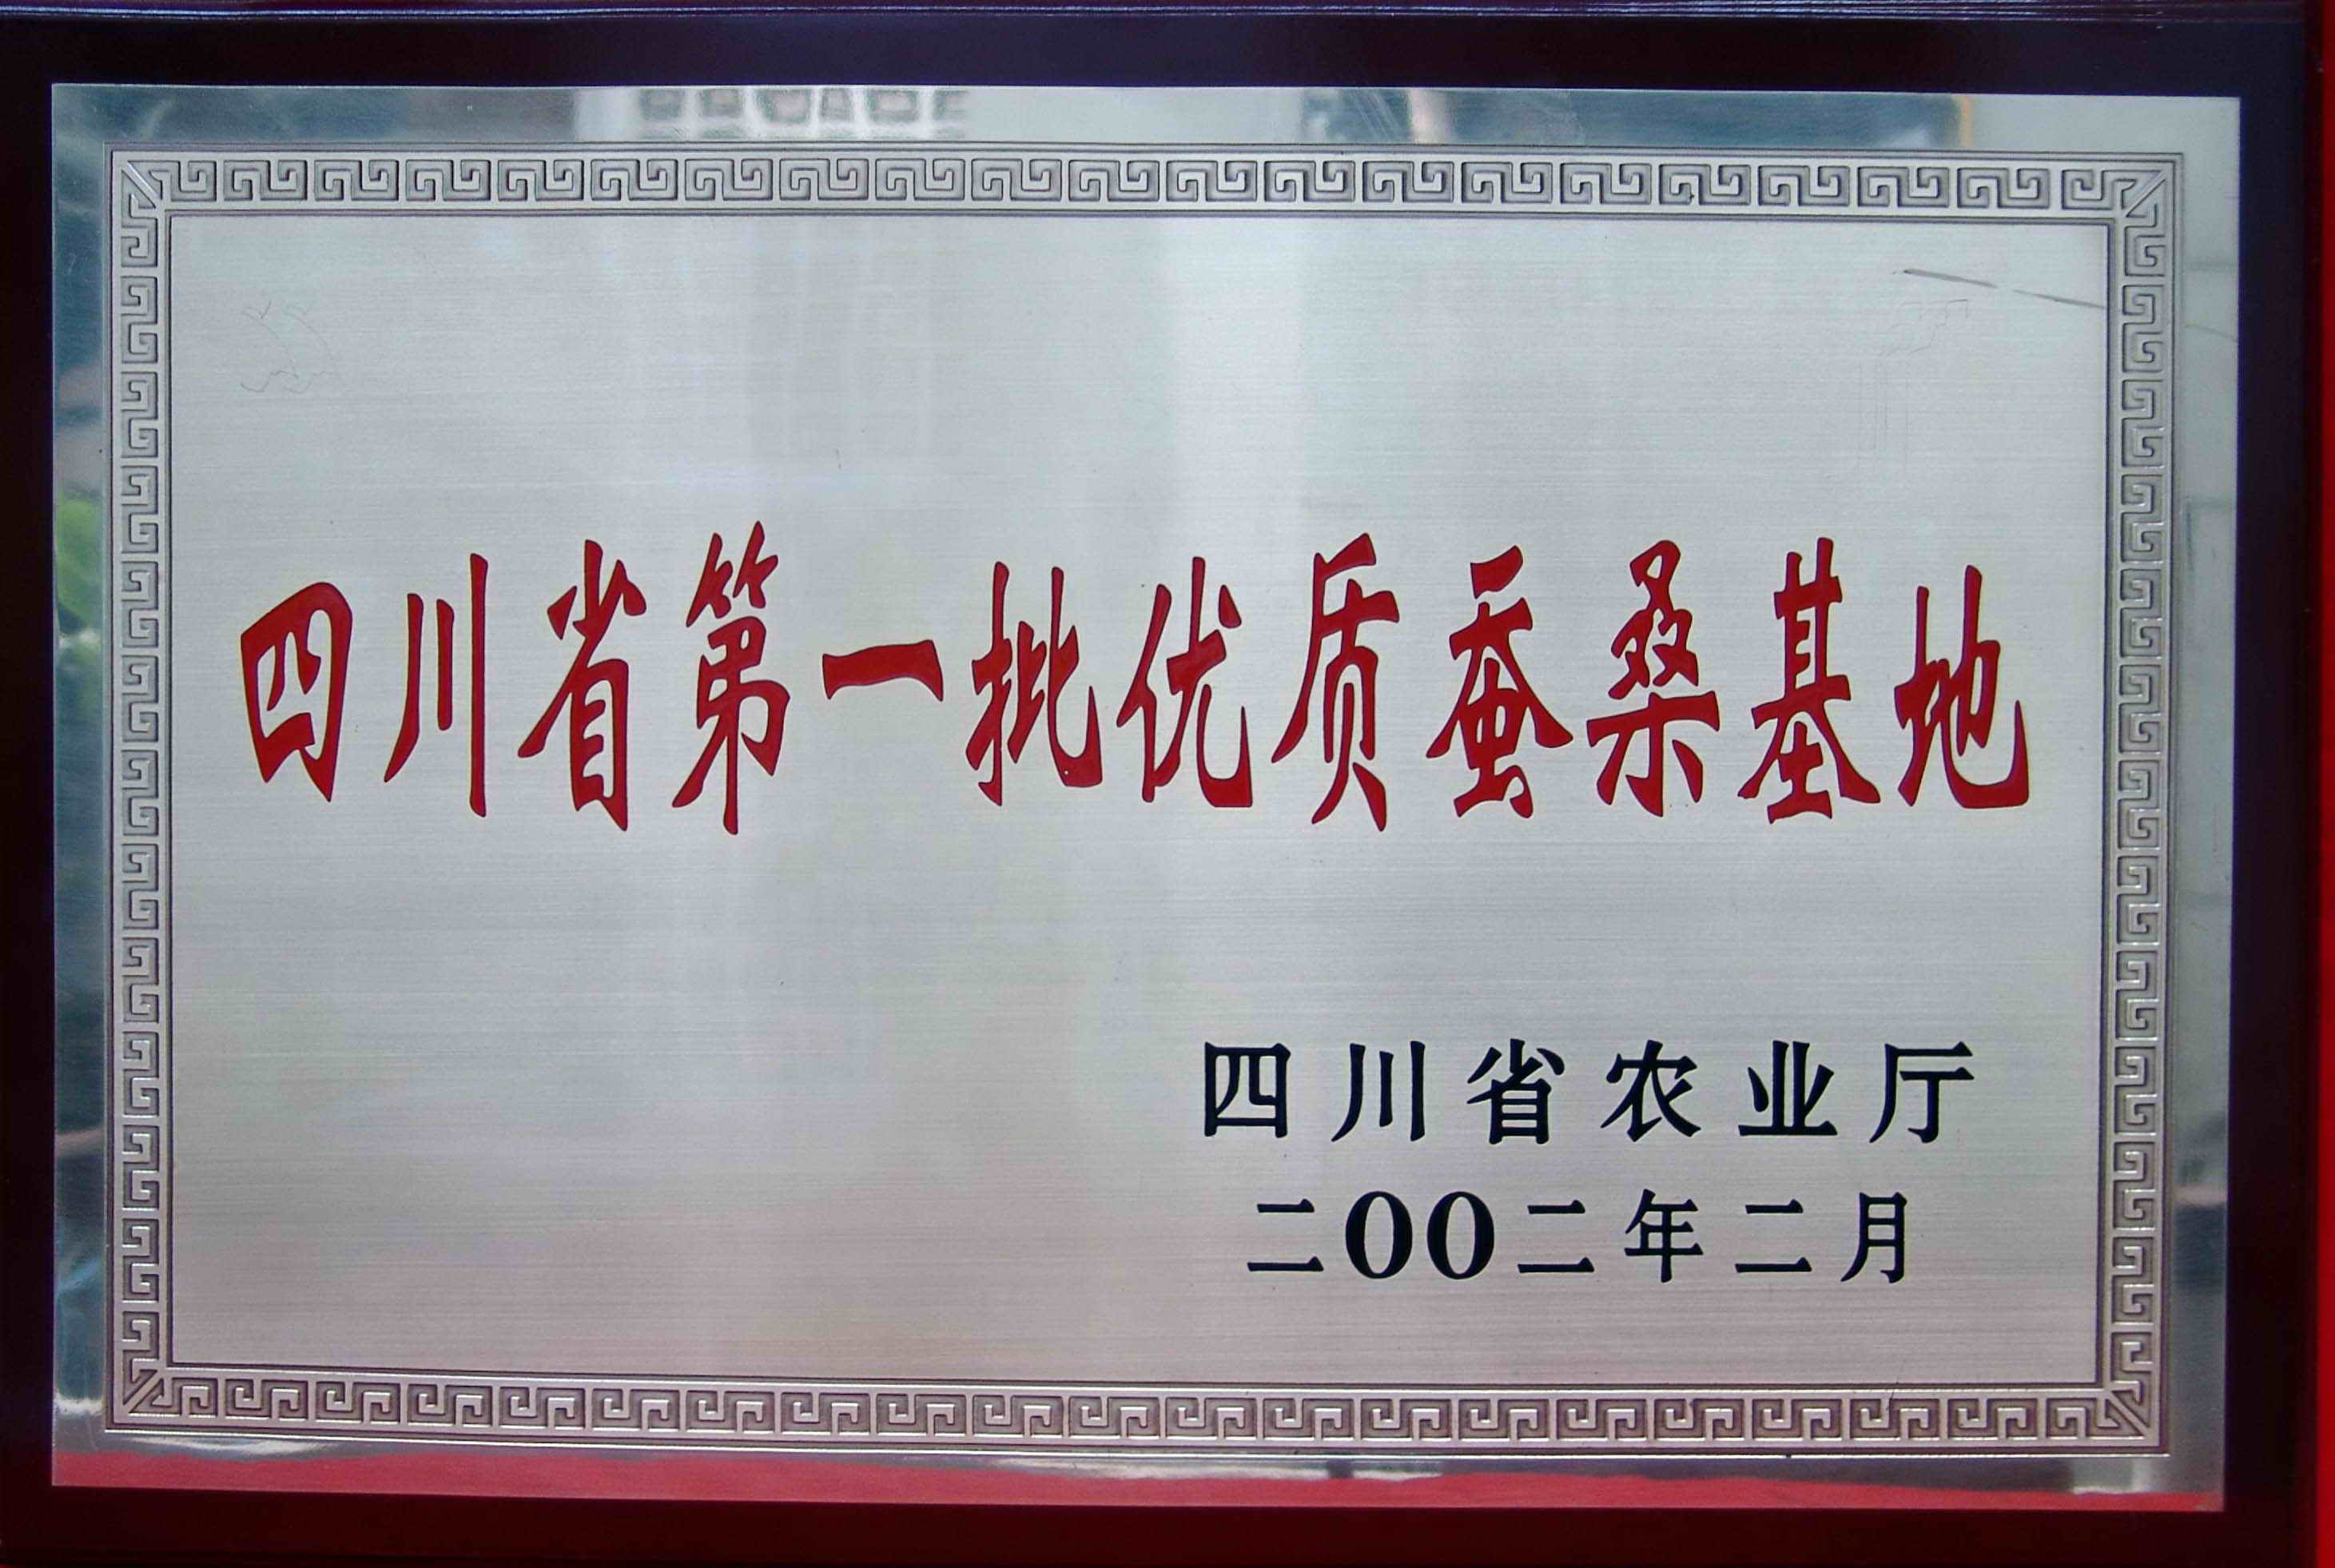 四川省第一批优质蚕桑基地
四川省农业厅
二00二年二月